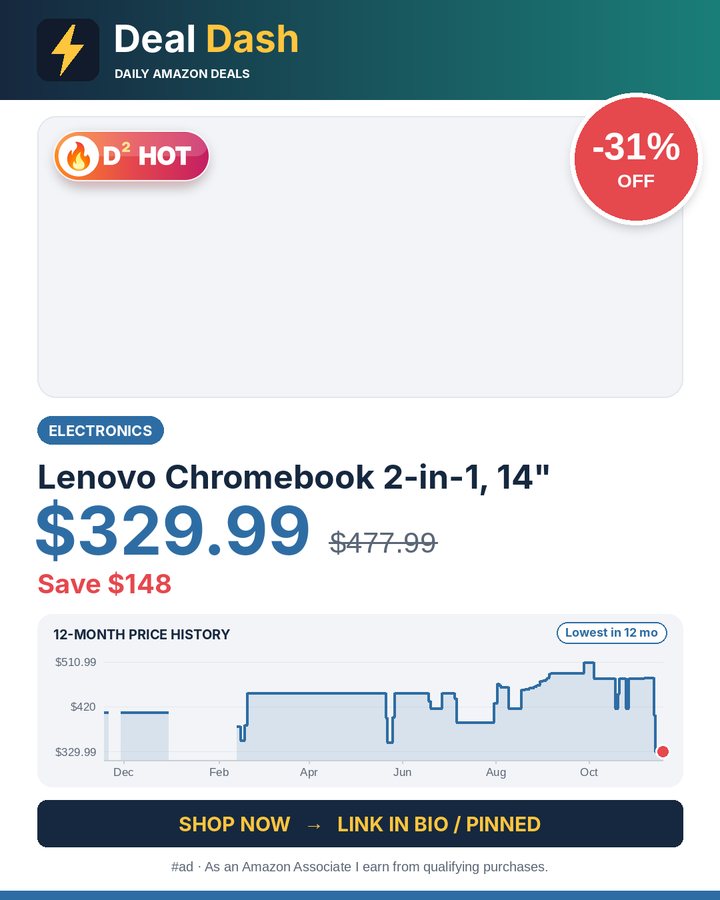 Deal Dash
DAILY AMAZON DEALS
D² HOT
-31%
OFF
ELECTRONICS
Lenovo Chromebook 2-in-1, 14"
$329.99 $477.99
Save $148
12-MONTH PRICE HISTORY
Lowest in 12 mo
$510.99
$420
$329.99
Dec Feb Apr Jun Aug Oct
SHOP NOW → LINK IN BIO / PINNED
#ad · As an Amazon Associate I earn from qualifying purchases.